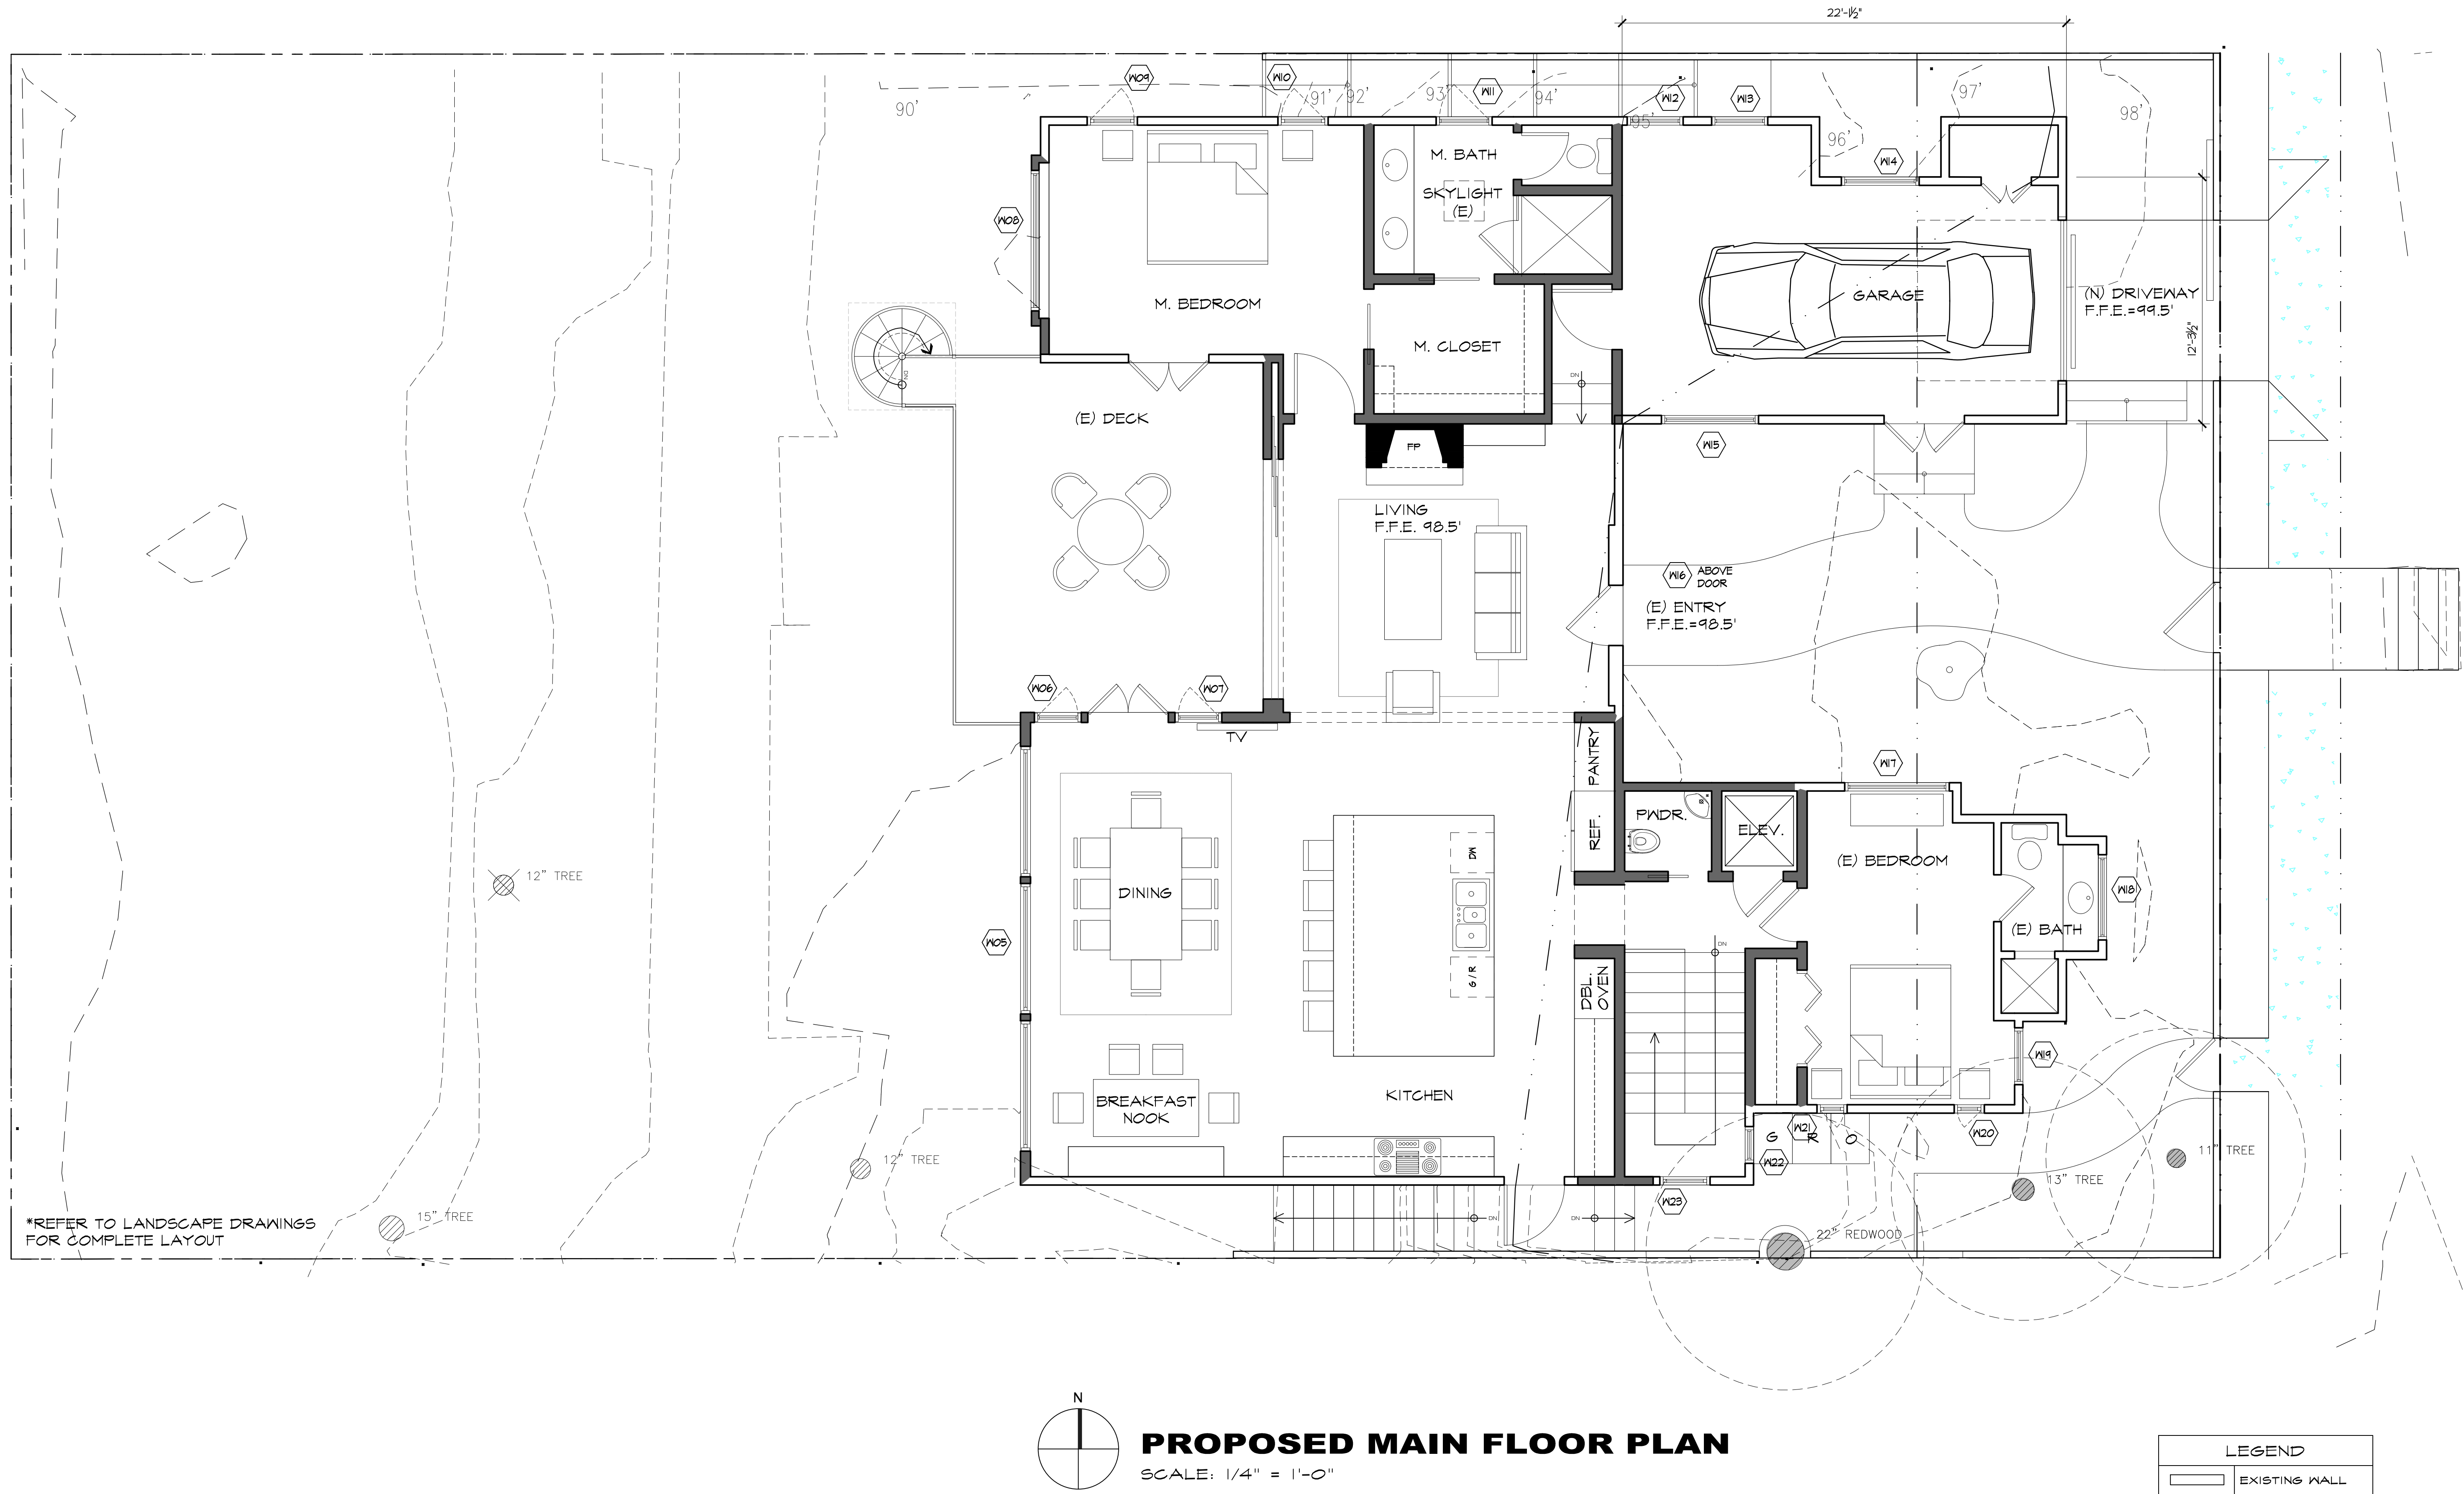 22'-1½"
W09
W10
W11
W12
W13
90'
91'
92'
93'
94'
95'
96'
97'
98'
W14
M. BATH
SKYLIGHT
(E)
W08
M. BEDROOM
GARAGE
(N) DRIVEWAY
F.F.E.=99.5'
12'-3½"
M. CLOSET
DN
DN
(E) DECK
FP
W15
LIVING
F.F.E. 98.5'
W16
ABOVE
DOOR
(E) ENTRY
F.F.E.=98.5'
W06
W07
TV
PANTRY
W17
REF.
PWDR.
ELEV.
(E) BEDROOM
DW
12" TREE
DINING
W18
W05
(E) BATH
DN
G/R
DBL.
OVEN
W19
BREAKFAST
NOOK
KITCHEN
G R O
W21
W20
W22
12" TREE
11" TREE
13" TREE
W23
15" TREE
DN
DN
22" REDWOOD
*REFER TO LANDSCAPE DRAWINGS
FOR COMPLETE LAYOUT
N
PROPOSED MAIN FLOOR PLAN
SCALE: 1/4" = 1'-0"
LEGEND
EXISTING WALL